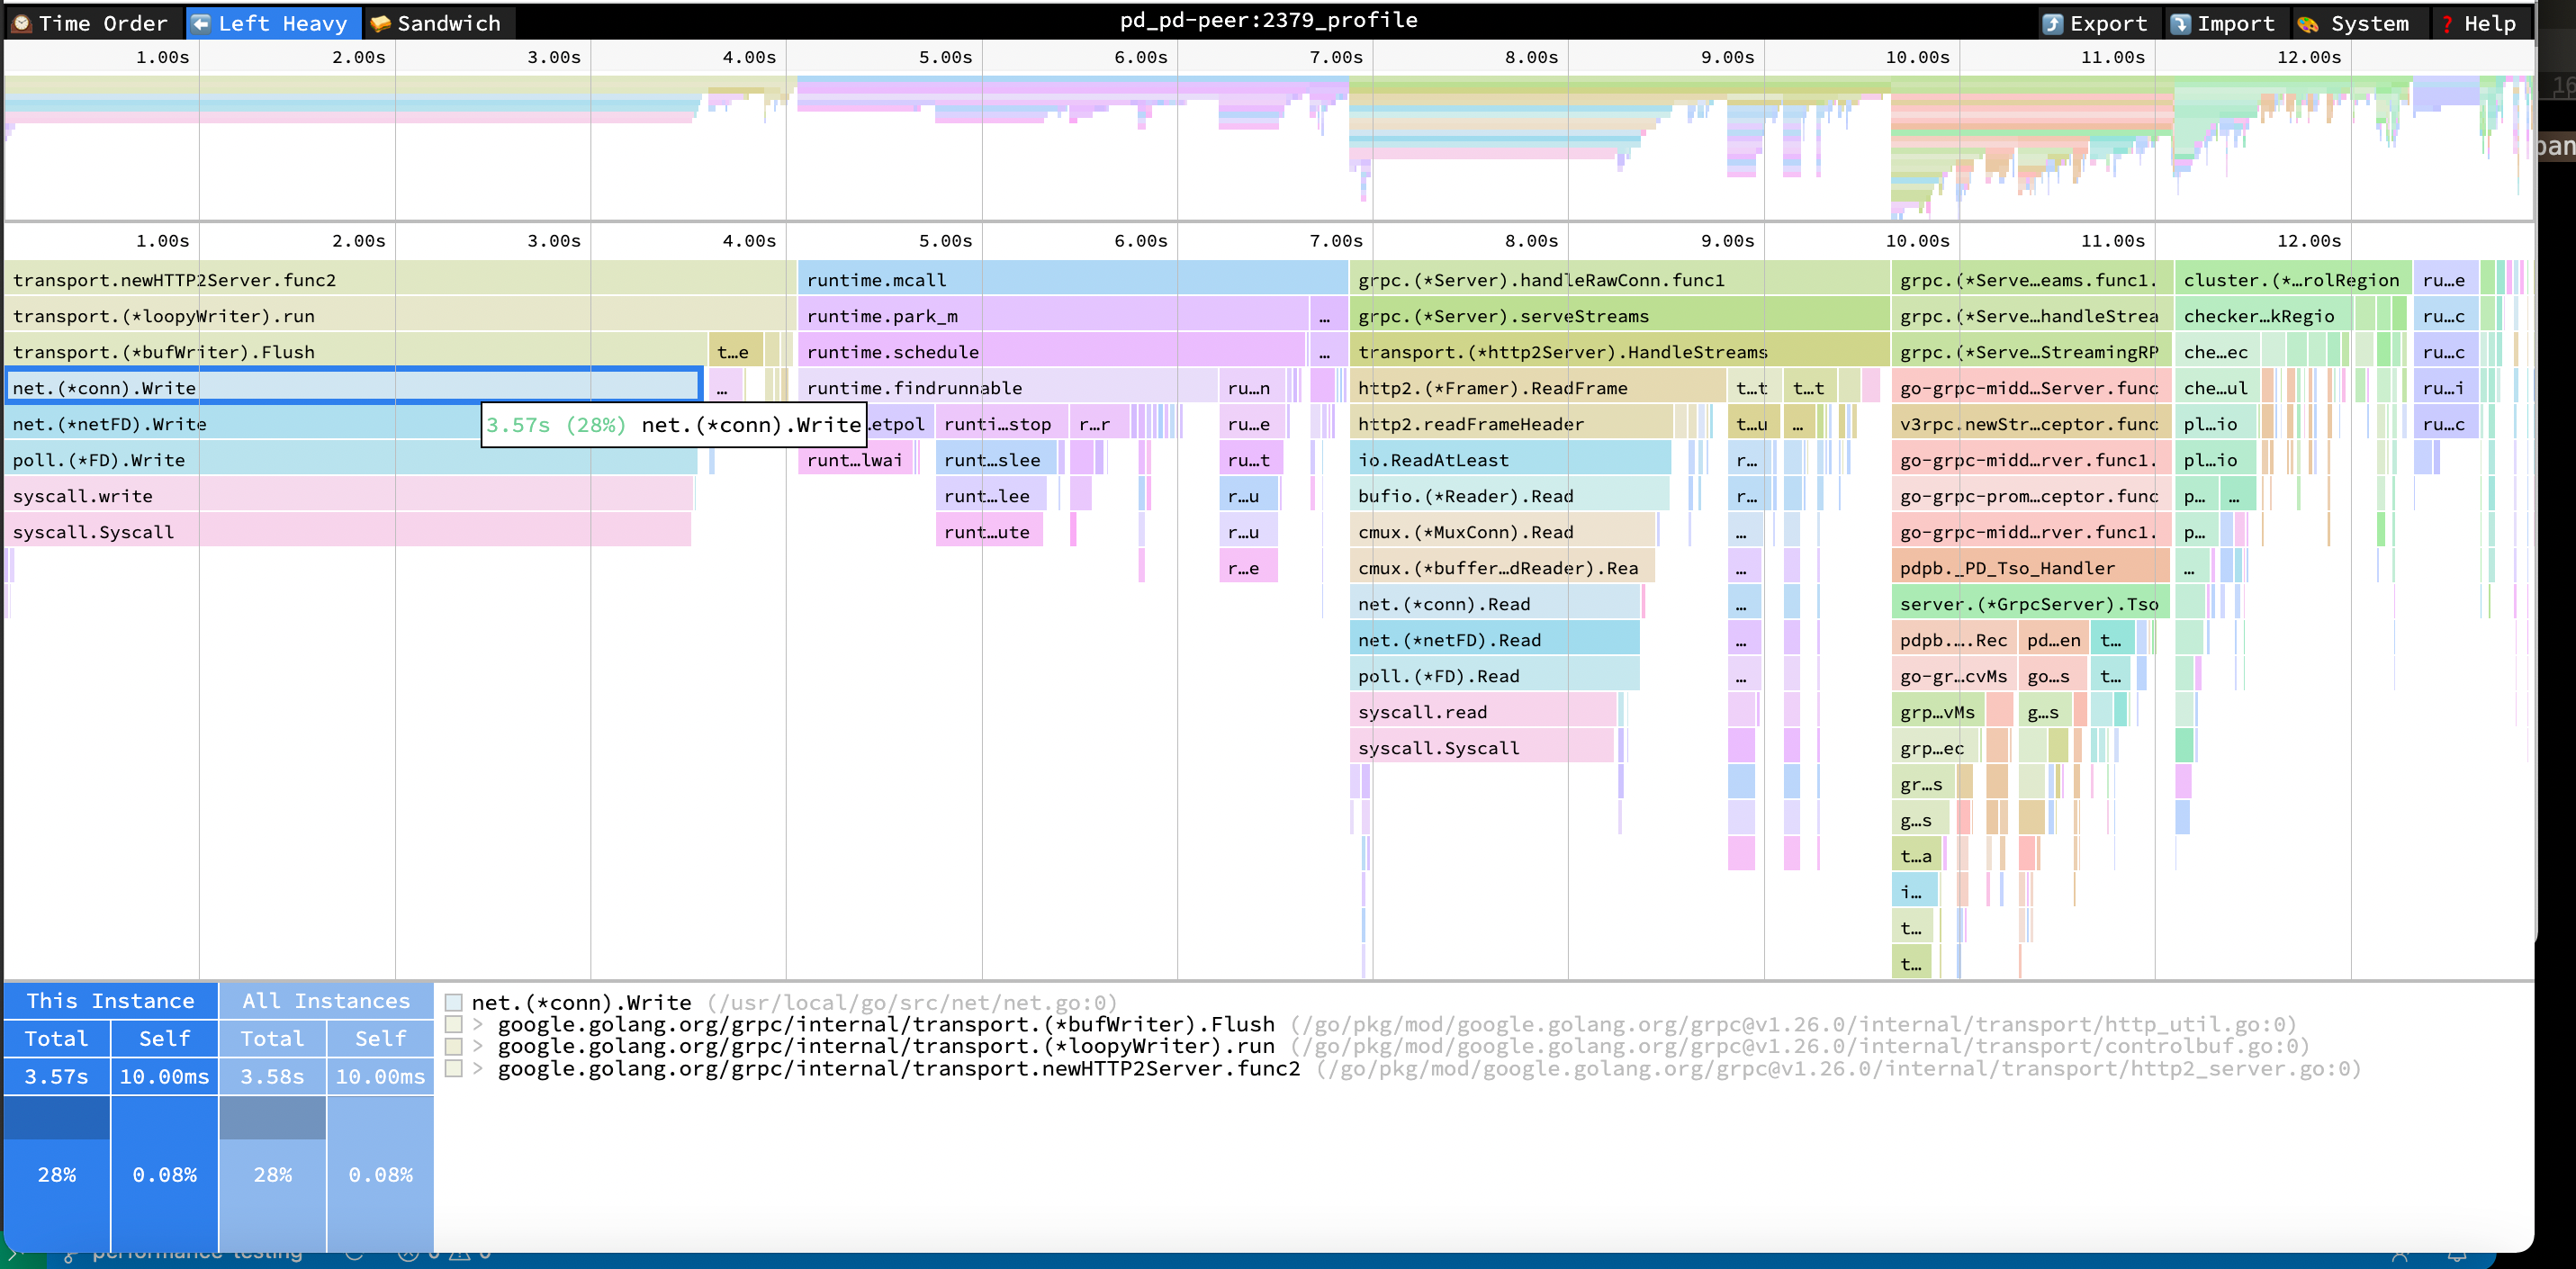 Time Order Left Heavy Sandwich pd_pd-peer:2379_profile Export Import System Help
1.00s 2.00s 3.00s 4.00s 5.00s 6.00s 7.00s 8.00s 9.00s 10.00s 11.00s 12.00s
1.00s 2.00s 3.00s 4.00s 5.00s 6.00s 7.00s 8.00s 9.00s 10.00s 11.00s 12.00s
transport.newHTTP2Server.func2 runtime.mcall grpc.(*Server).handleRawConn.func1 grpc.(*Serve…eams.func1. cluster.(*…rolRegion ru…e
transport.(*loopyWriter).run runtime.park_m … grpc.(*Server).serveStreams grpc.(*Serve…handleStrea checker…kRegio ru…c
transport.(*bufWriter).Flush t…e runtime.schedule … transport.(*http2Server).HandleStreams grpc.(*Serve…StreamingRP che…ec ru…c
net.(*conn).Write … runtime.findrunnable ru…n http2.(*Framer).ReadFrame t…t t…t go-grpc-midd…Server.func che…ul ru…i
net.(*netFD).Write 3.57s (28%) net.(*conn).Write …etpol runti…stop r…r ru…e http2.readFrameHeader t…u … v3rpc.newStr…ceptor.func pl…io ru…c
poll.(*FD).Write runt…lwai runt…slee ru…t io.ReadAtLeast r… go-grpc-midd…rver.func1. pl…io
syscall.write runt…lee r…u bufio.(*Reader).Read r… go-grpc-prom…ceptor.func p… …
syscall.Syscall runt…ute r…u cmux.(*MuxConn).Read … go-grpc-midd…rver.func1. p…
r…e cmux.(*buffer…dReader).Rea … pdpb._PD_Tso_Handler …
net.(*conn).Read … server.(*GrpcServer).Tso
net.(*netFD).Read … pdpb.….Rec pd…en t…
poll.(*FD).Read … go-gr…cvMs go…s t…
syscall.read grp…vMs g…s
syscall.Syscall grp…ec
gr…s
g…s
t…a
i…
t…
t…
This Instance All Instances
Total Self Total Self
3.57s 10.00ms 3.58s 10.00ms
28% 0.08% 28% 0.08%
net.(*conn).Write (/usr/local/go/src/net/net.go:0)
> google.golang.org/grpc/internal/transport.(*bufWriter).Flush (/go/pkg/mod/google.golang.org/grpc@v1.26.0/internal/transport/http_util.go:0)
> google.golang.org/grpc/internal/transport.(*loopyWriter).run (/go/pkg/mod/google.golang.org/grpc@v1.26.0/internal/transport/controlbuf.go:0)
> google.golang.org/grpc/internal/transport.newHTTP2Server.func2 (/go/pkg/mod/google.golang.org/grpc@v1.26.0/internal/transport/http2_server.go:0)
16
pan
performance testing